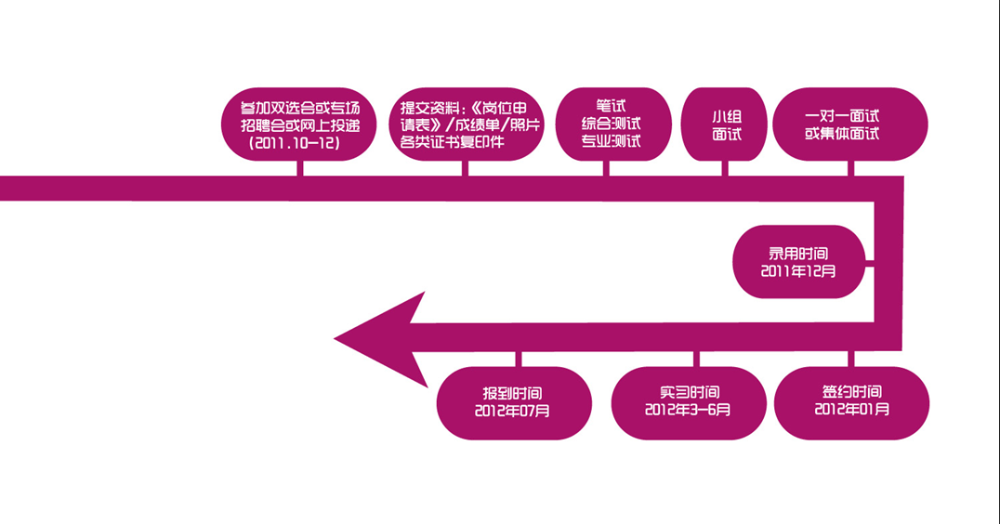 参加双选会或专场
招聘会或网上投递
(2011.10-12)
提交资料:《岗位申
请表》/成绩单/照片
各类证书复印件
笔试
综合测试
专业测试
小组
面试
一对一面试
或集体面试
录用时间
2011年12月
签约时间
2012年01月
实习时间
2012年3-6月
报到时间
2012年07月